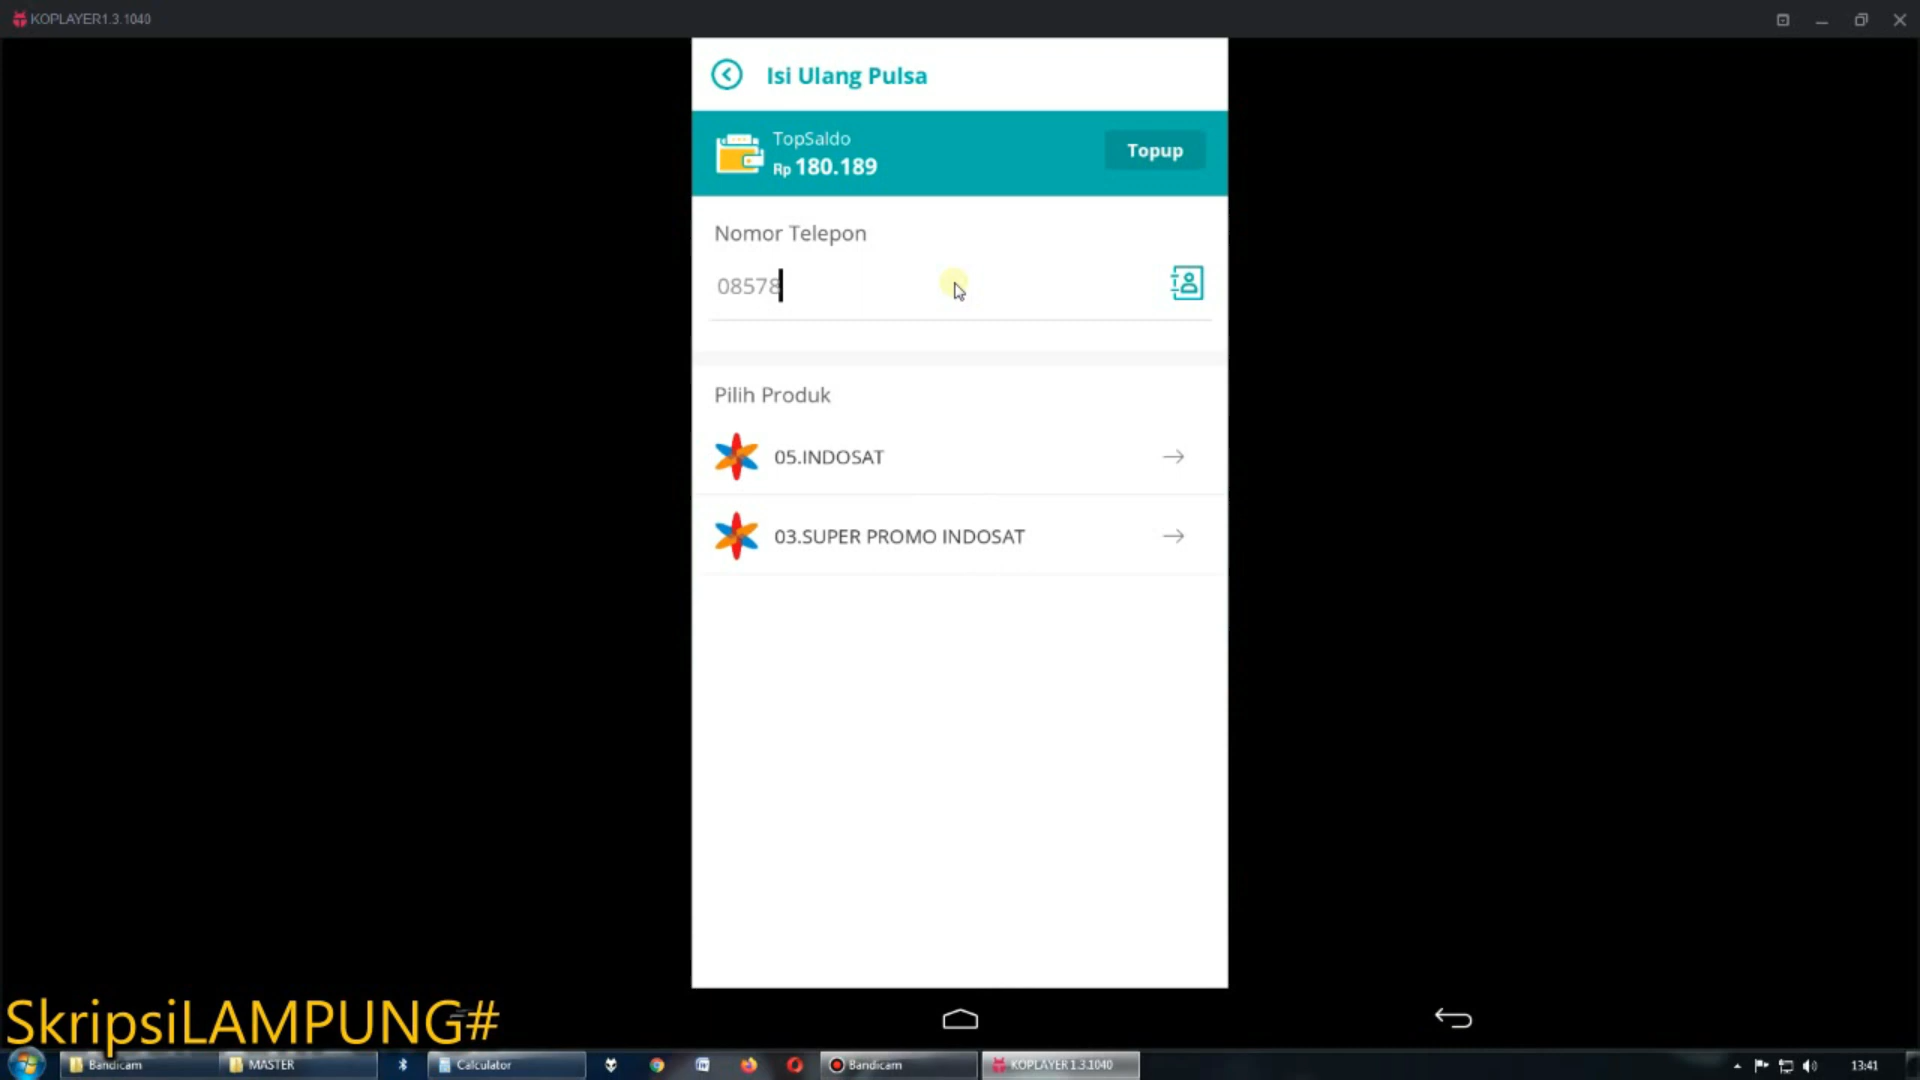 KOPLAYER1.3.1040
Isi Ulang Pulsa
TopSaldo
Rp 180.189
Topup
Nomor Telepon
08578
Pilih Produk
05.INDOSAT
03.SUPER PROMO INDOSAT
SkripsiLAMPUNG#
Bandicam
MASTER
Calculator
Bandicam
KOPLAYER1.3.1040
13:41